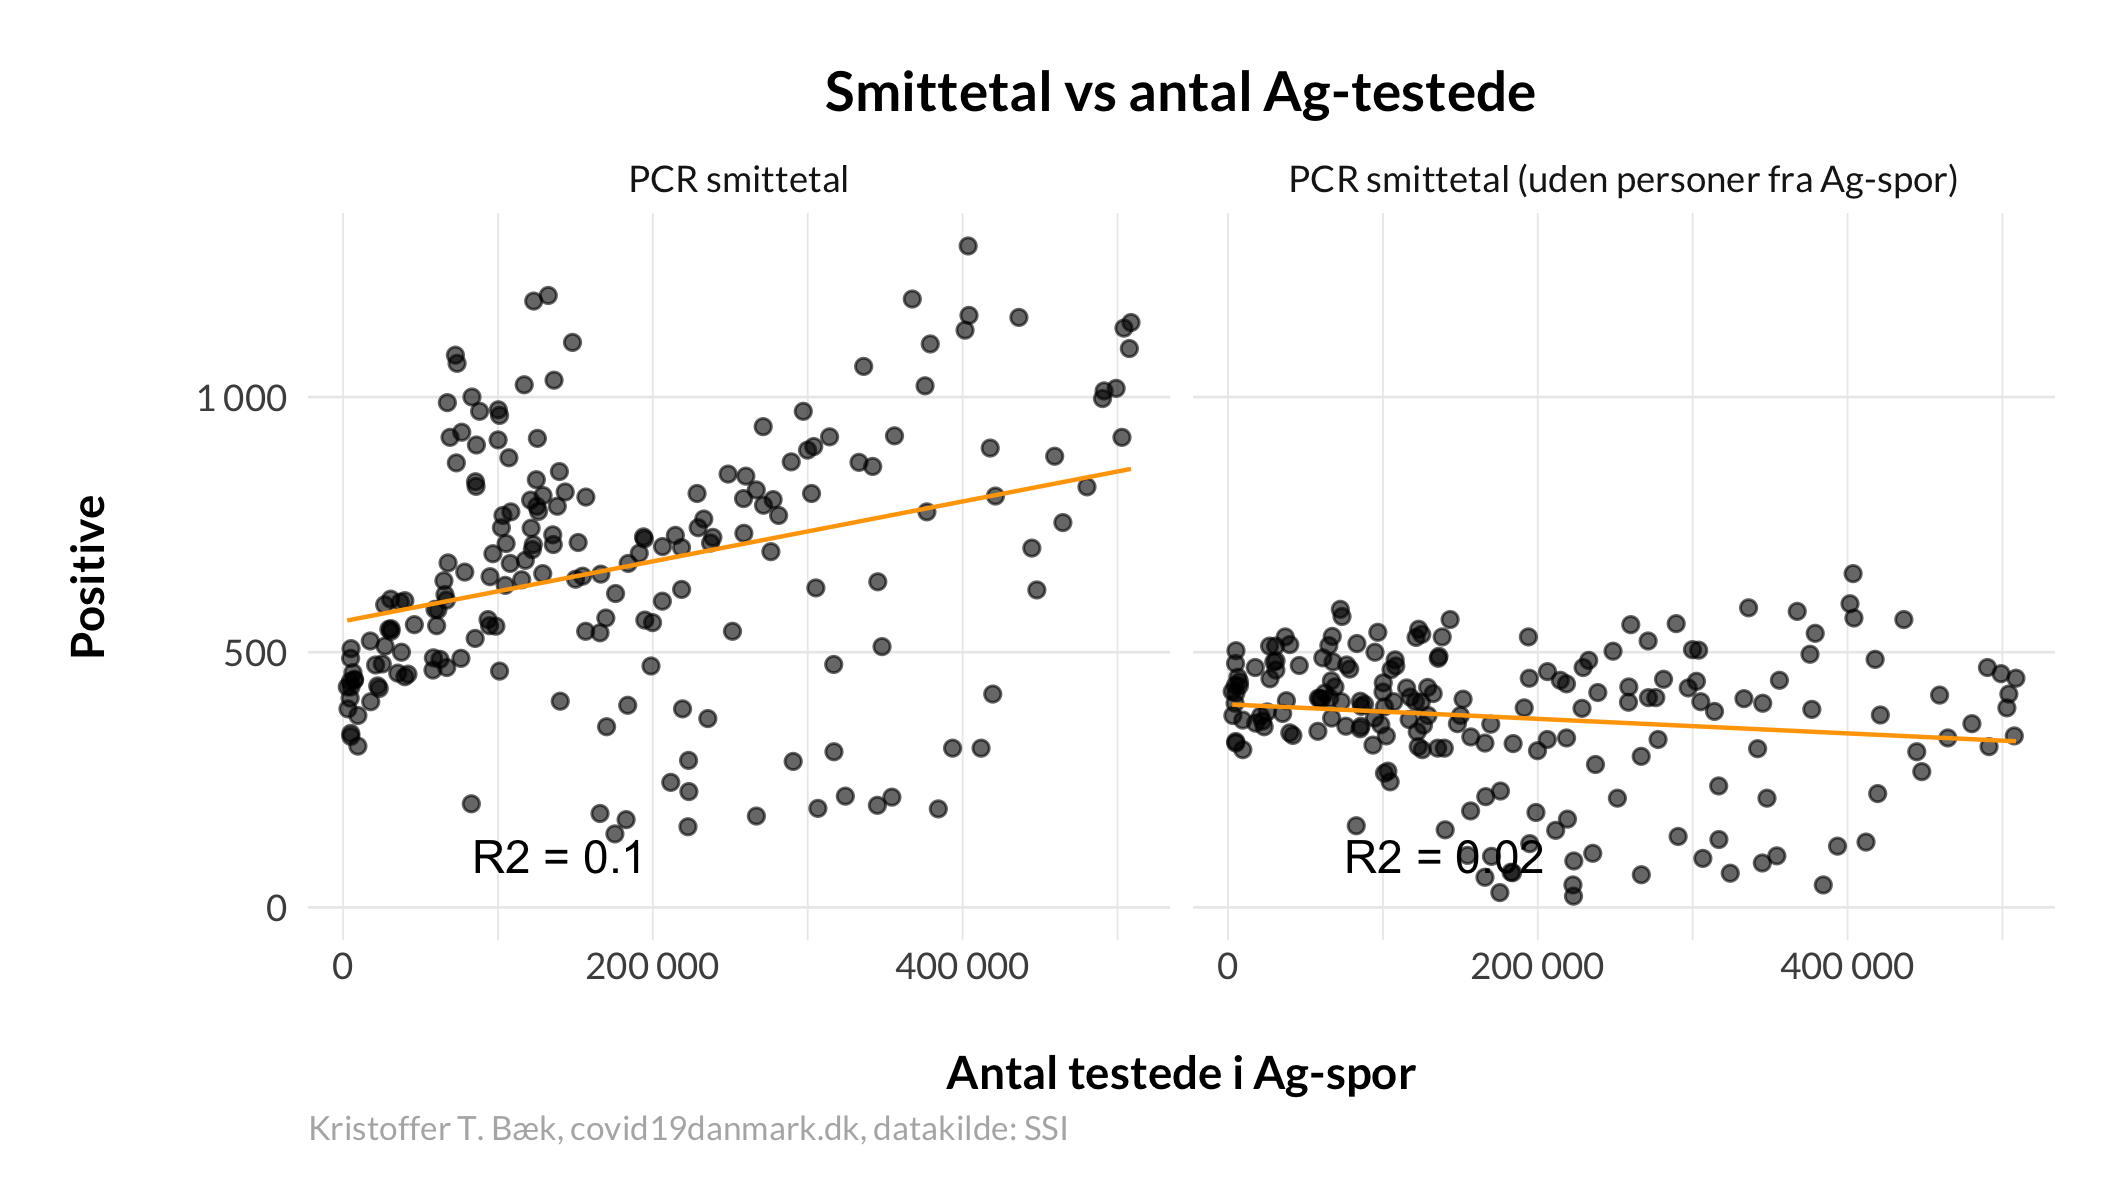 Smittetal vs antal Ag-testede
PCR smittetal
PCR smittetal (uden personer fra Ag-spor)
Positive
1 000
500
0
R2 = 0.1
R2 = 0.02
0
200 000
400 000
0
200 000
400 000
Antal testede i Ag-spor
Kristoffer T. Bæk, covid19danmark.dk, datakilde: SSI